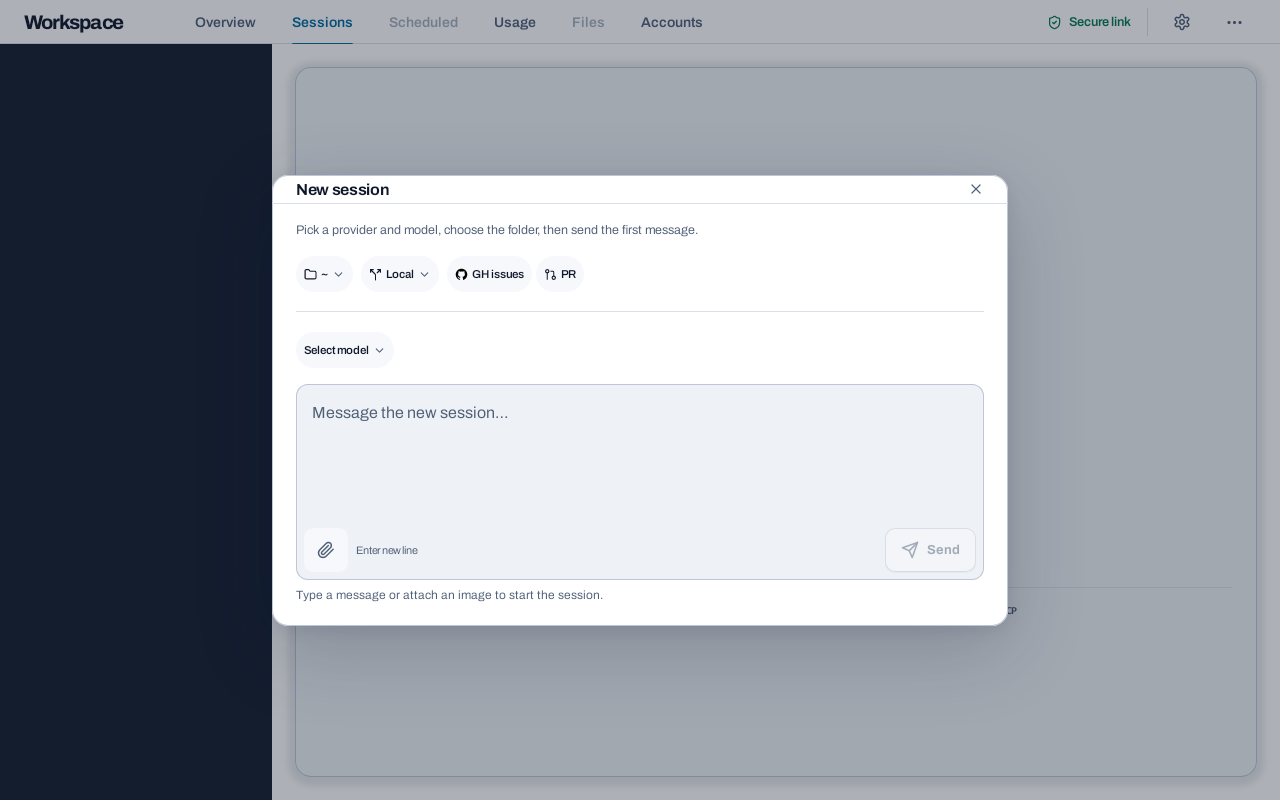 Workspace Overview Sessions Scheduled Usage Files Accounts Secure link
New session
Pick a provider and model, choose the folder, then send the first message.
~ Local GH issues PR
Select model
Message the new session...
Enter new line Send
Type a message or attach an image to start the session.